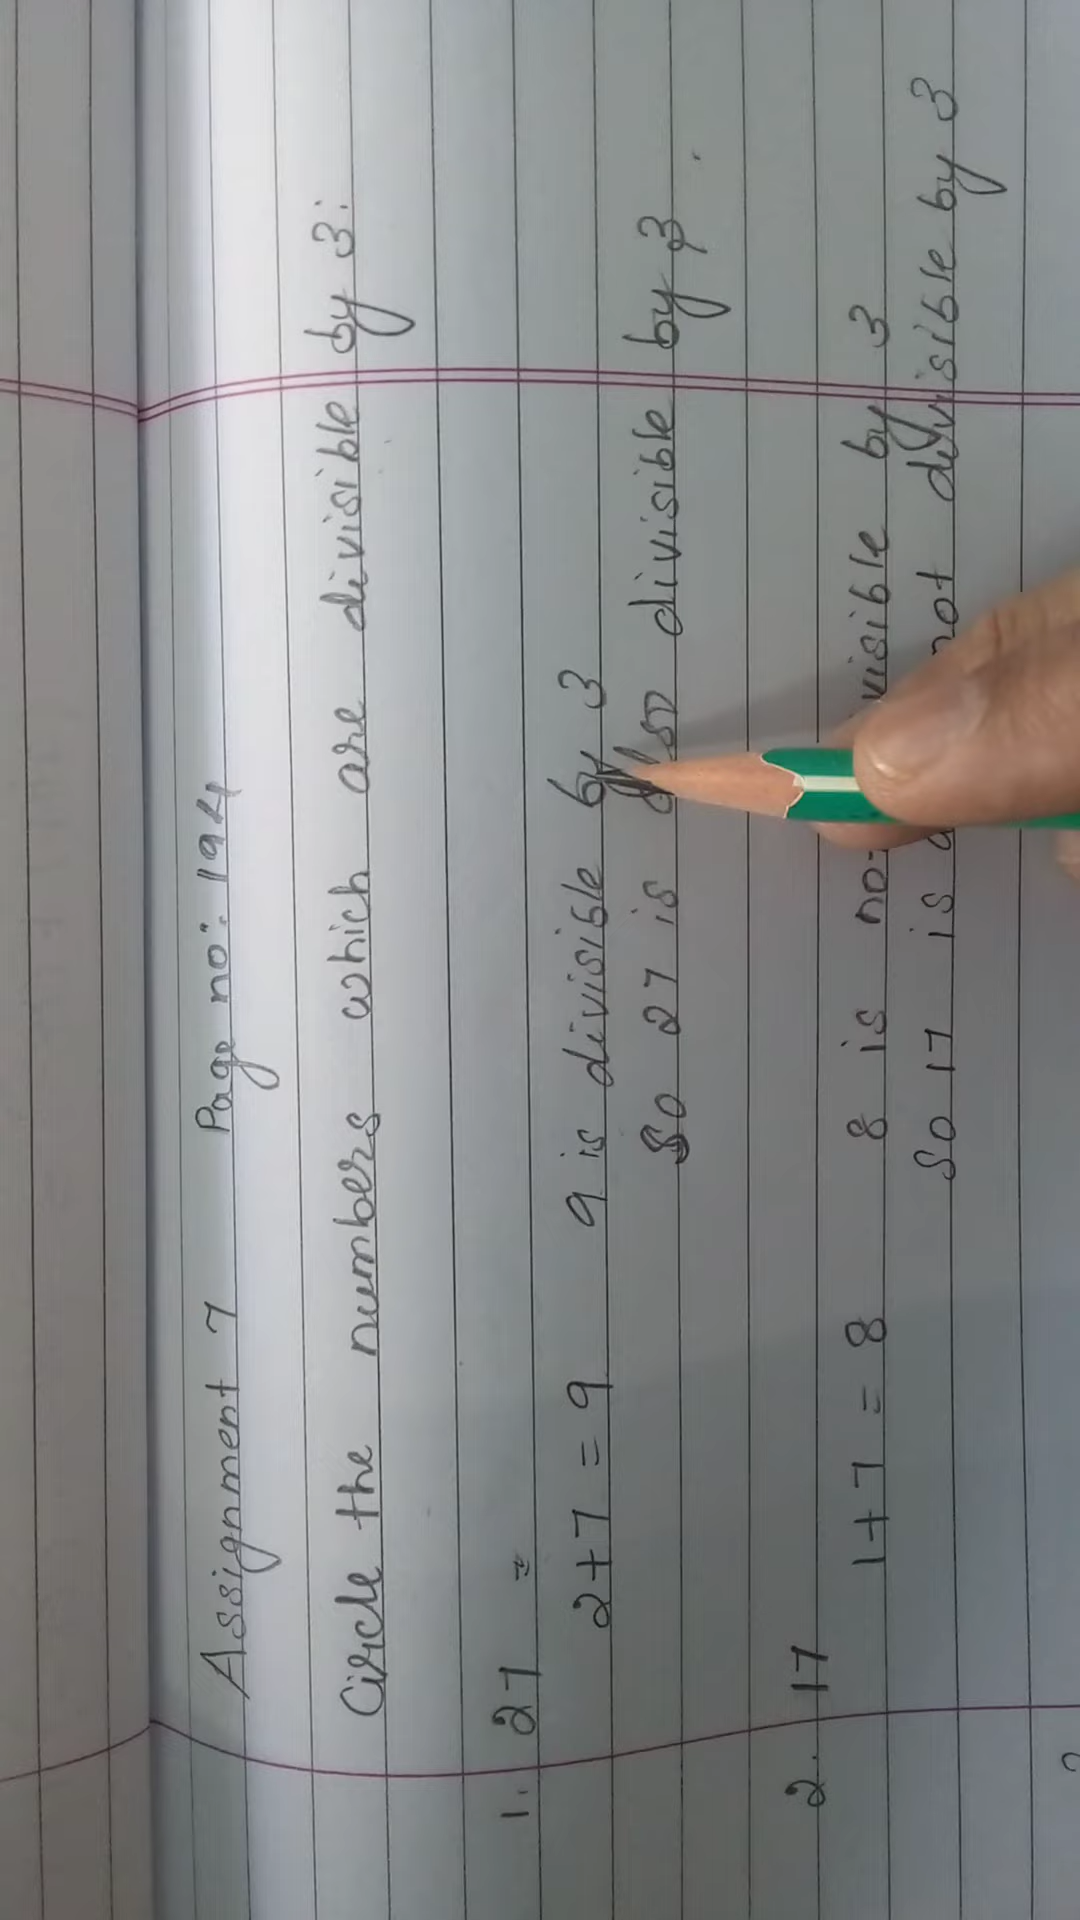 Assignment 7 Page no: 194
Circle the numbers which are divisible by 3:
1. 27 =
2+7 = 9 9 is divisible by 3
So 27 is also divisible by 3
2. 17
1+7 = 8 8 is visible by 3
So 17 is not divisible by 3